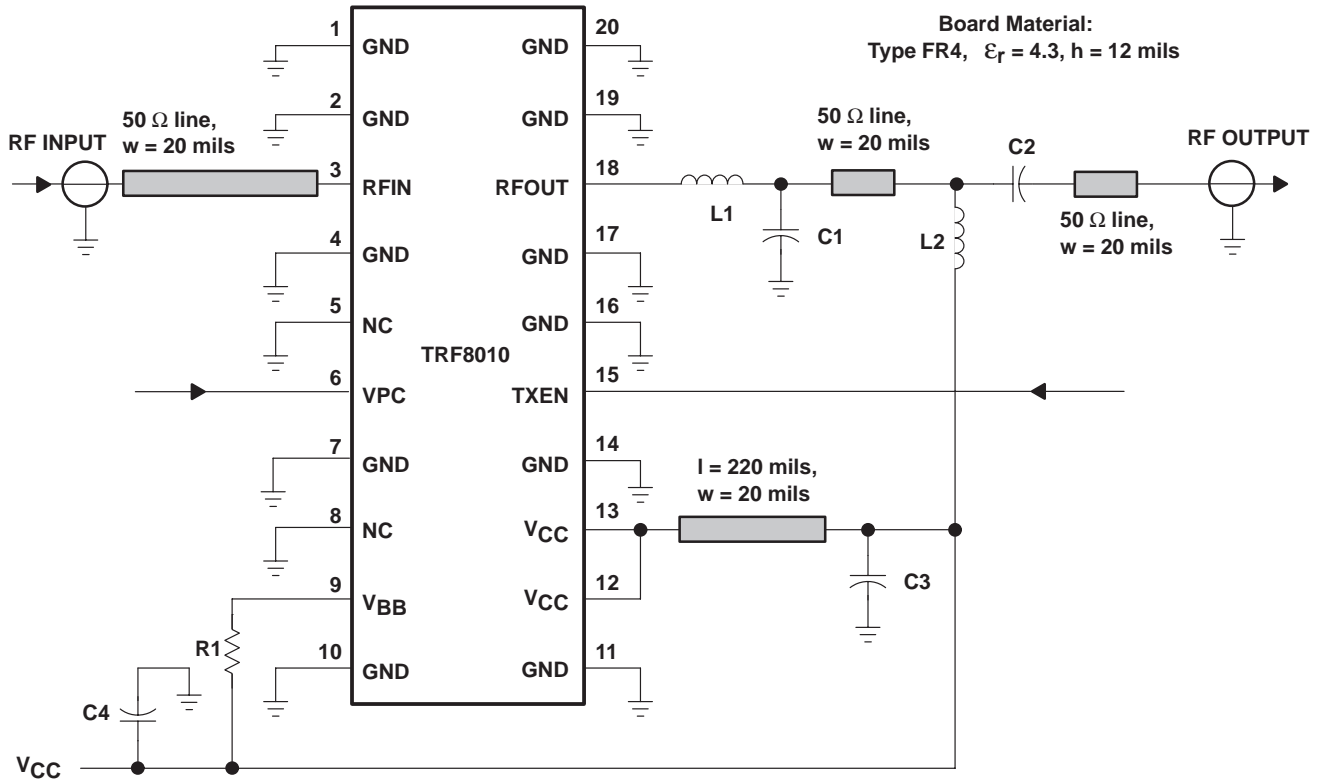 Board Material:
Type FR4, εr = 4.3, h = 12 mils
RF INPUT
50 Ω line,
w = 20 mils
1
GND
2
GND
3
RFIN
4
GND
5
NC
6
VPC
7
GND
8
NC
9
VBB
10
GND
TRF8010
20
GND
19
GND
18
RFOUT
17
GND
16
GND
15
TXEN
14
GND
13
VCC
12
VCC
11
GND
L1
C1
50 Ω line,
w = 20 mils
L2
C2
50 Ω line,
w = 20 mils
RF OUTPUT
l = 220 mils,
w = 20 mils
C3
R1
C4
VCC